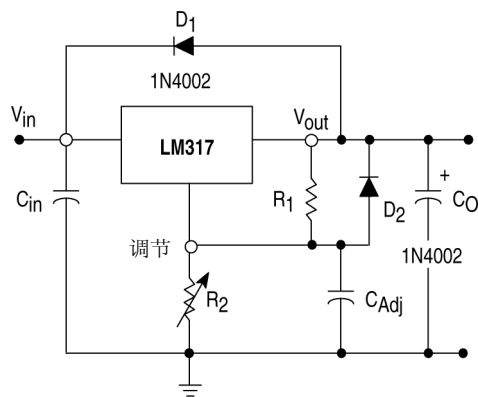 D1
1N4002
Vin
LM317
Vout
Cin
R1
D2
+
CO
调节
1N4002
R2
CAdj